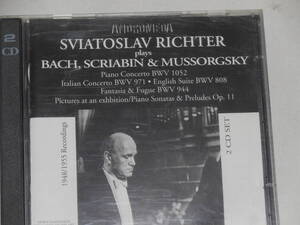 2
CD
ANDROMEDA
SVIATOSLAV RICHTER
plays
BACH, SCRIABIN & MUSSORGSKY
Piano Concerto BWV 1052
Italian Concerto BWV 971 • English Suite BWV 808
Fantasia & Fugue BWV 944
Pictures at an exhibition/Piano Sonatas & Preludes Op. 11
1948/1955 Recordings
2 CD SET